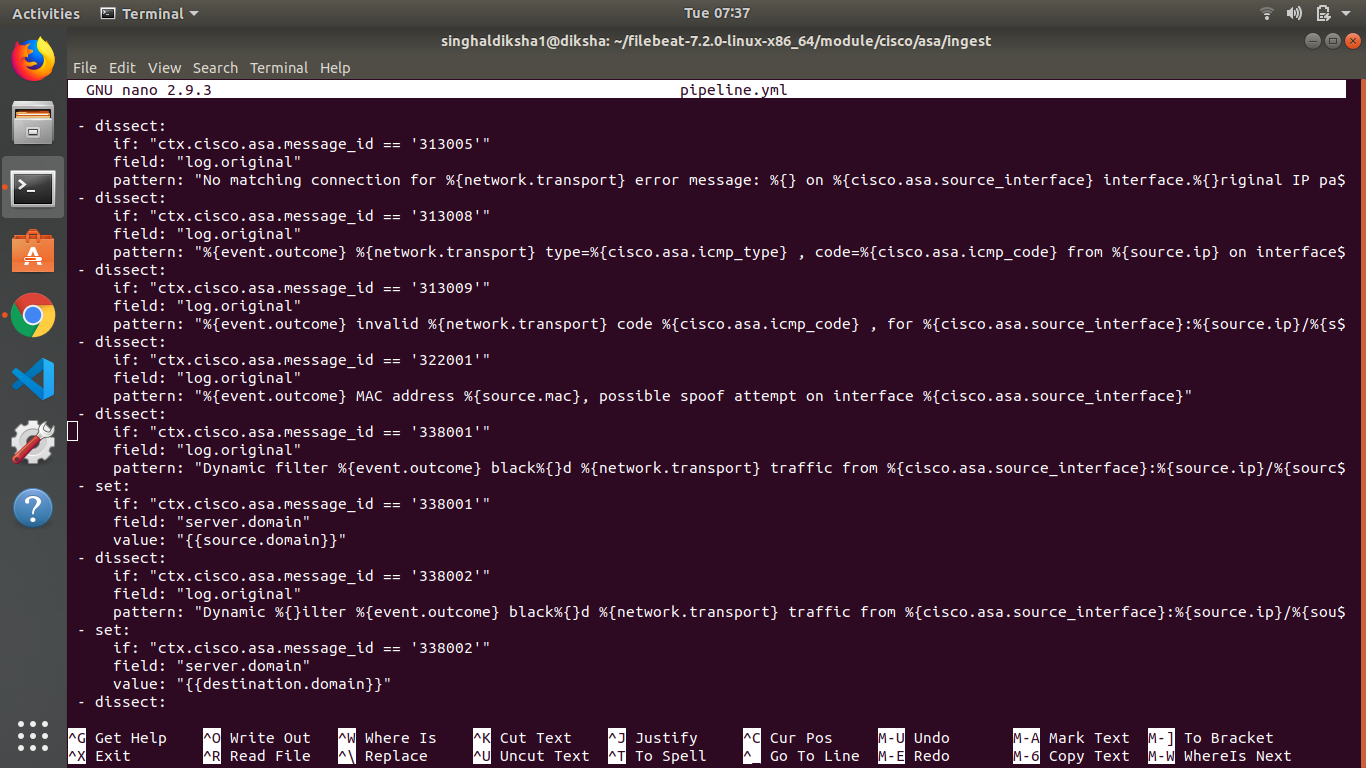 Activities Terminal Tue 07:37
singhaldiksha1@diksha: ~/filebeat-7.2.0-linux-x86_64/module/cisco/asa/ingest
File Edit View Search Terminal Help
GNU nano 2.9.3 pipeline.yml
- dissect:
if: "ctx.cisco.asa.message_id == '313005'"
field: "log.original"
pattern: "No matching connection for %{network.transport} error message: %{} on %{cisco.asa.source_interface} interface.%{}riginal IP pa$
- dissect:
if: "ctx.cisco.asa.message_id == '313008'"
field: "log.original"
pattern: "%{event.outcome} %{network.transport} type=%{cisco.asa.icmp_type} , code=%{cisco.asa.icmp_code} from %{source.ip} on interface$
- dissect:
if: "ctx.cisco.asa.message_id == '313009'"
field: "log.original"
pattern: "%{event.outcome} invalid %{network.transport} code %{cisco.asa.icmp_code} , for %{cisco.asa.source_interface}:%{source.ip}/%{s$
- dissect:
if: "ctx.cisco.asa.message_id == '322001'"
field: "log.original"
pattern: "%{event.outcome} MAC address %{source.mac}, possible spoof attempt on interface %{cisco.asa.source_interface}"
- dissect:
if: "ctx.cisco.asa.message_id == '338001'"
field: "log.original"
pattern: "Dynamic filter %{event.outcome} black%{}d %{network.transport} traffic from %{cisco.asa.source_interface}:%{source.ip}/%{sourc$
- set:
if: "ctx.cisco.asa.message_id == '338001'"
field: "server.domain"
value: "{{source.domain}}"
- dissect:
if: "ctx.cisco.asa.message_id == '338002'"
field: "log.original"
pattern: "Dynamic %{}ilter %{event.outcome} black%{}d %{network.transport} traffic from %{cisco.asa.source_interface}:%{source.ip}/%{sou$
- set:
if: "ctx.cisco.asa.message_id == '338002'"
field: "server.domain"
value: "{{destination.domain}}"
- dissect:
^G Get Help ^O Write Out ^W Where Is ^K Cut Text ^J Justify ^C Cur Pos M-U Undo M-A Mark Text M-] To Bracket
^X Exit ^R Read File ^\ Replace ^U Uncut Text ^T To Spell ^_ Go To Line M-E Redo M-6 Copy Text M-W WhereIs Next